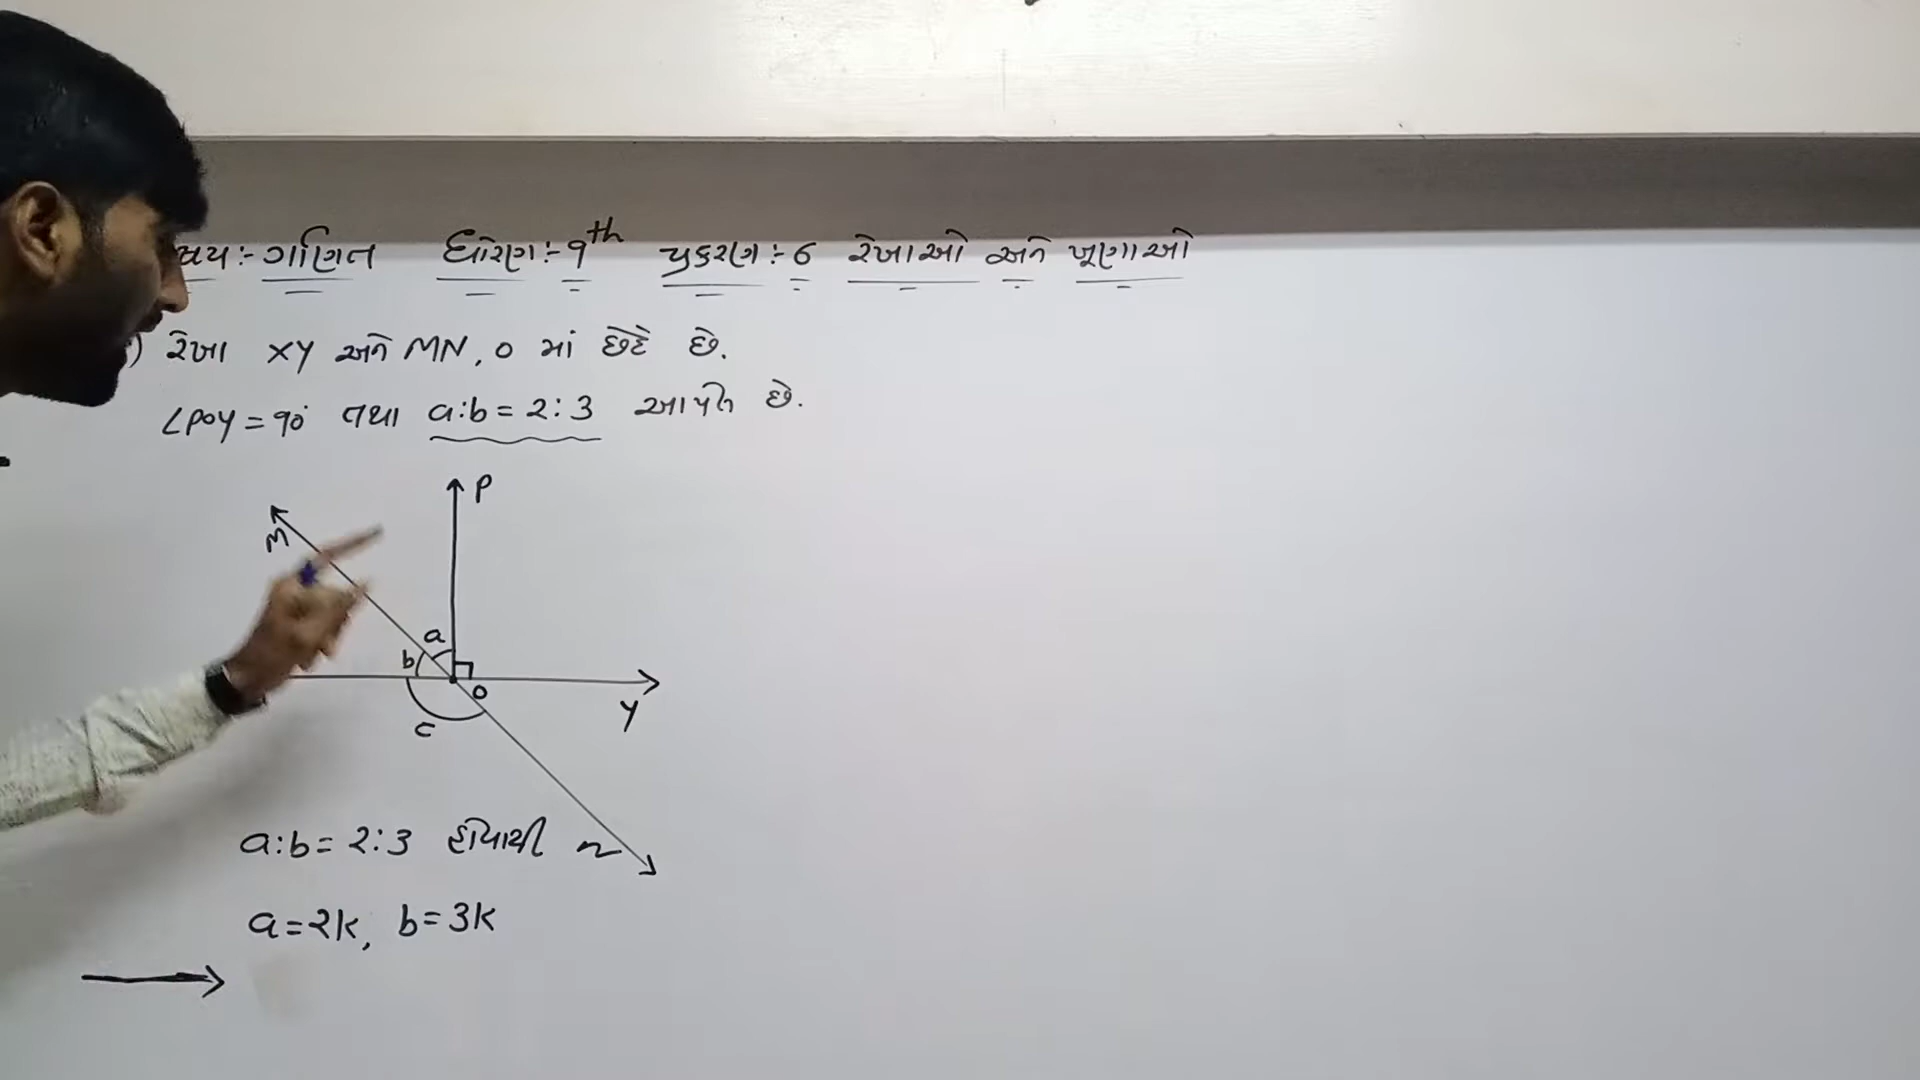 ગણિત ધોરણ:- 9th પ્રકરણ:- 6 રેખાઓ અને ખૂણાઓ
રેખા XY અને MN, O માં છેદે છે.
∠POY = 90° તથા a:b = 2:3 આપેલ છે.
P
M
a
b
O
Y
c
a:b = 2:3 હોવાથી N
a=2K, b=3K